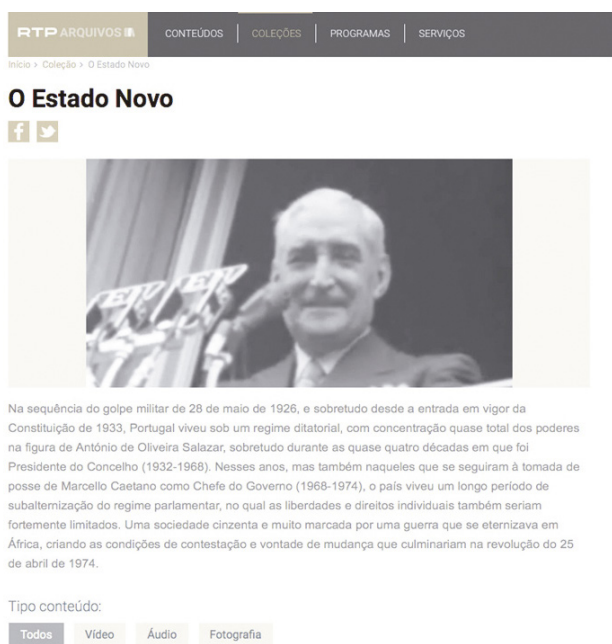 RTP ARQUIVOS CONTEÚDOS COLEÇÕES PROGRAMAS SERVIÇOS
Início > Coleção > O Estado Novo
O Estado Novo
Na sequência do golpe militar de 28 de maio de 1926, e sobretudo desde a entrada em vigor da
Constituição de 1933, Portugal viveu sob um regime ditatorial, com concentração quase total dos poderes
na figura de António de Oliveira Salazar, sobretudo durante as quase quatro décadas em que foi
Presidente do Concelho (1932-1968). Nesses anos, mas também naqueles que se seguiram à tomada de
posse de Marcello Caetano como Chefe do Governo (1968-1974), o país viveu um longo período de
subalternização do regime parlamentar, no qual as liberdades e direitos individuais também seriam
fortemente limitados. Uma sociedade cinzenta e muito marcada por uma guerra que se eternizava em
África, criando as condições de contestação e vontade de mudança que culminariam na revolução do 25
de abril de 1974.
Tipo conteúdo:
Todos Vídeo Áudio Fotografia